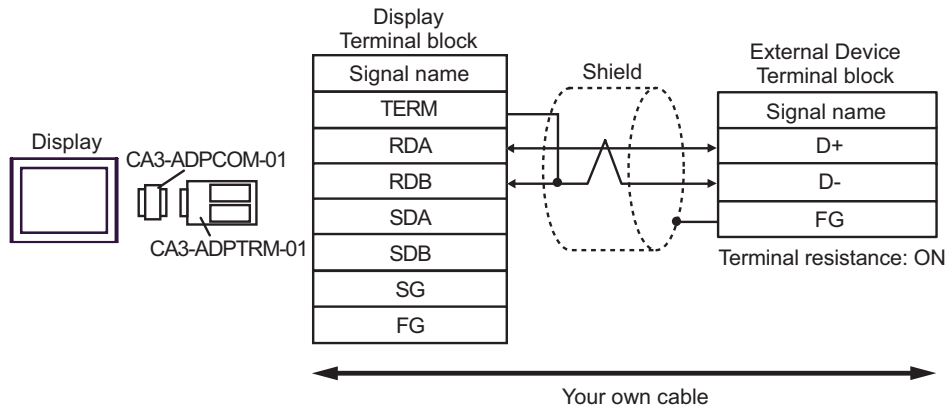 Display
Terminal block
Signal name
TERM
RDA
RDB
SDA
SDB
SG
FG
Shield
External Device
Terminal block
Signal name
D+
D-
FG
Terminal resistance: ON
Display
CA3-ADPCOM-01
CA3-ADPTRM-01
Your own cable